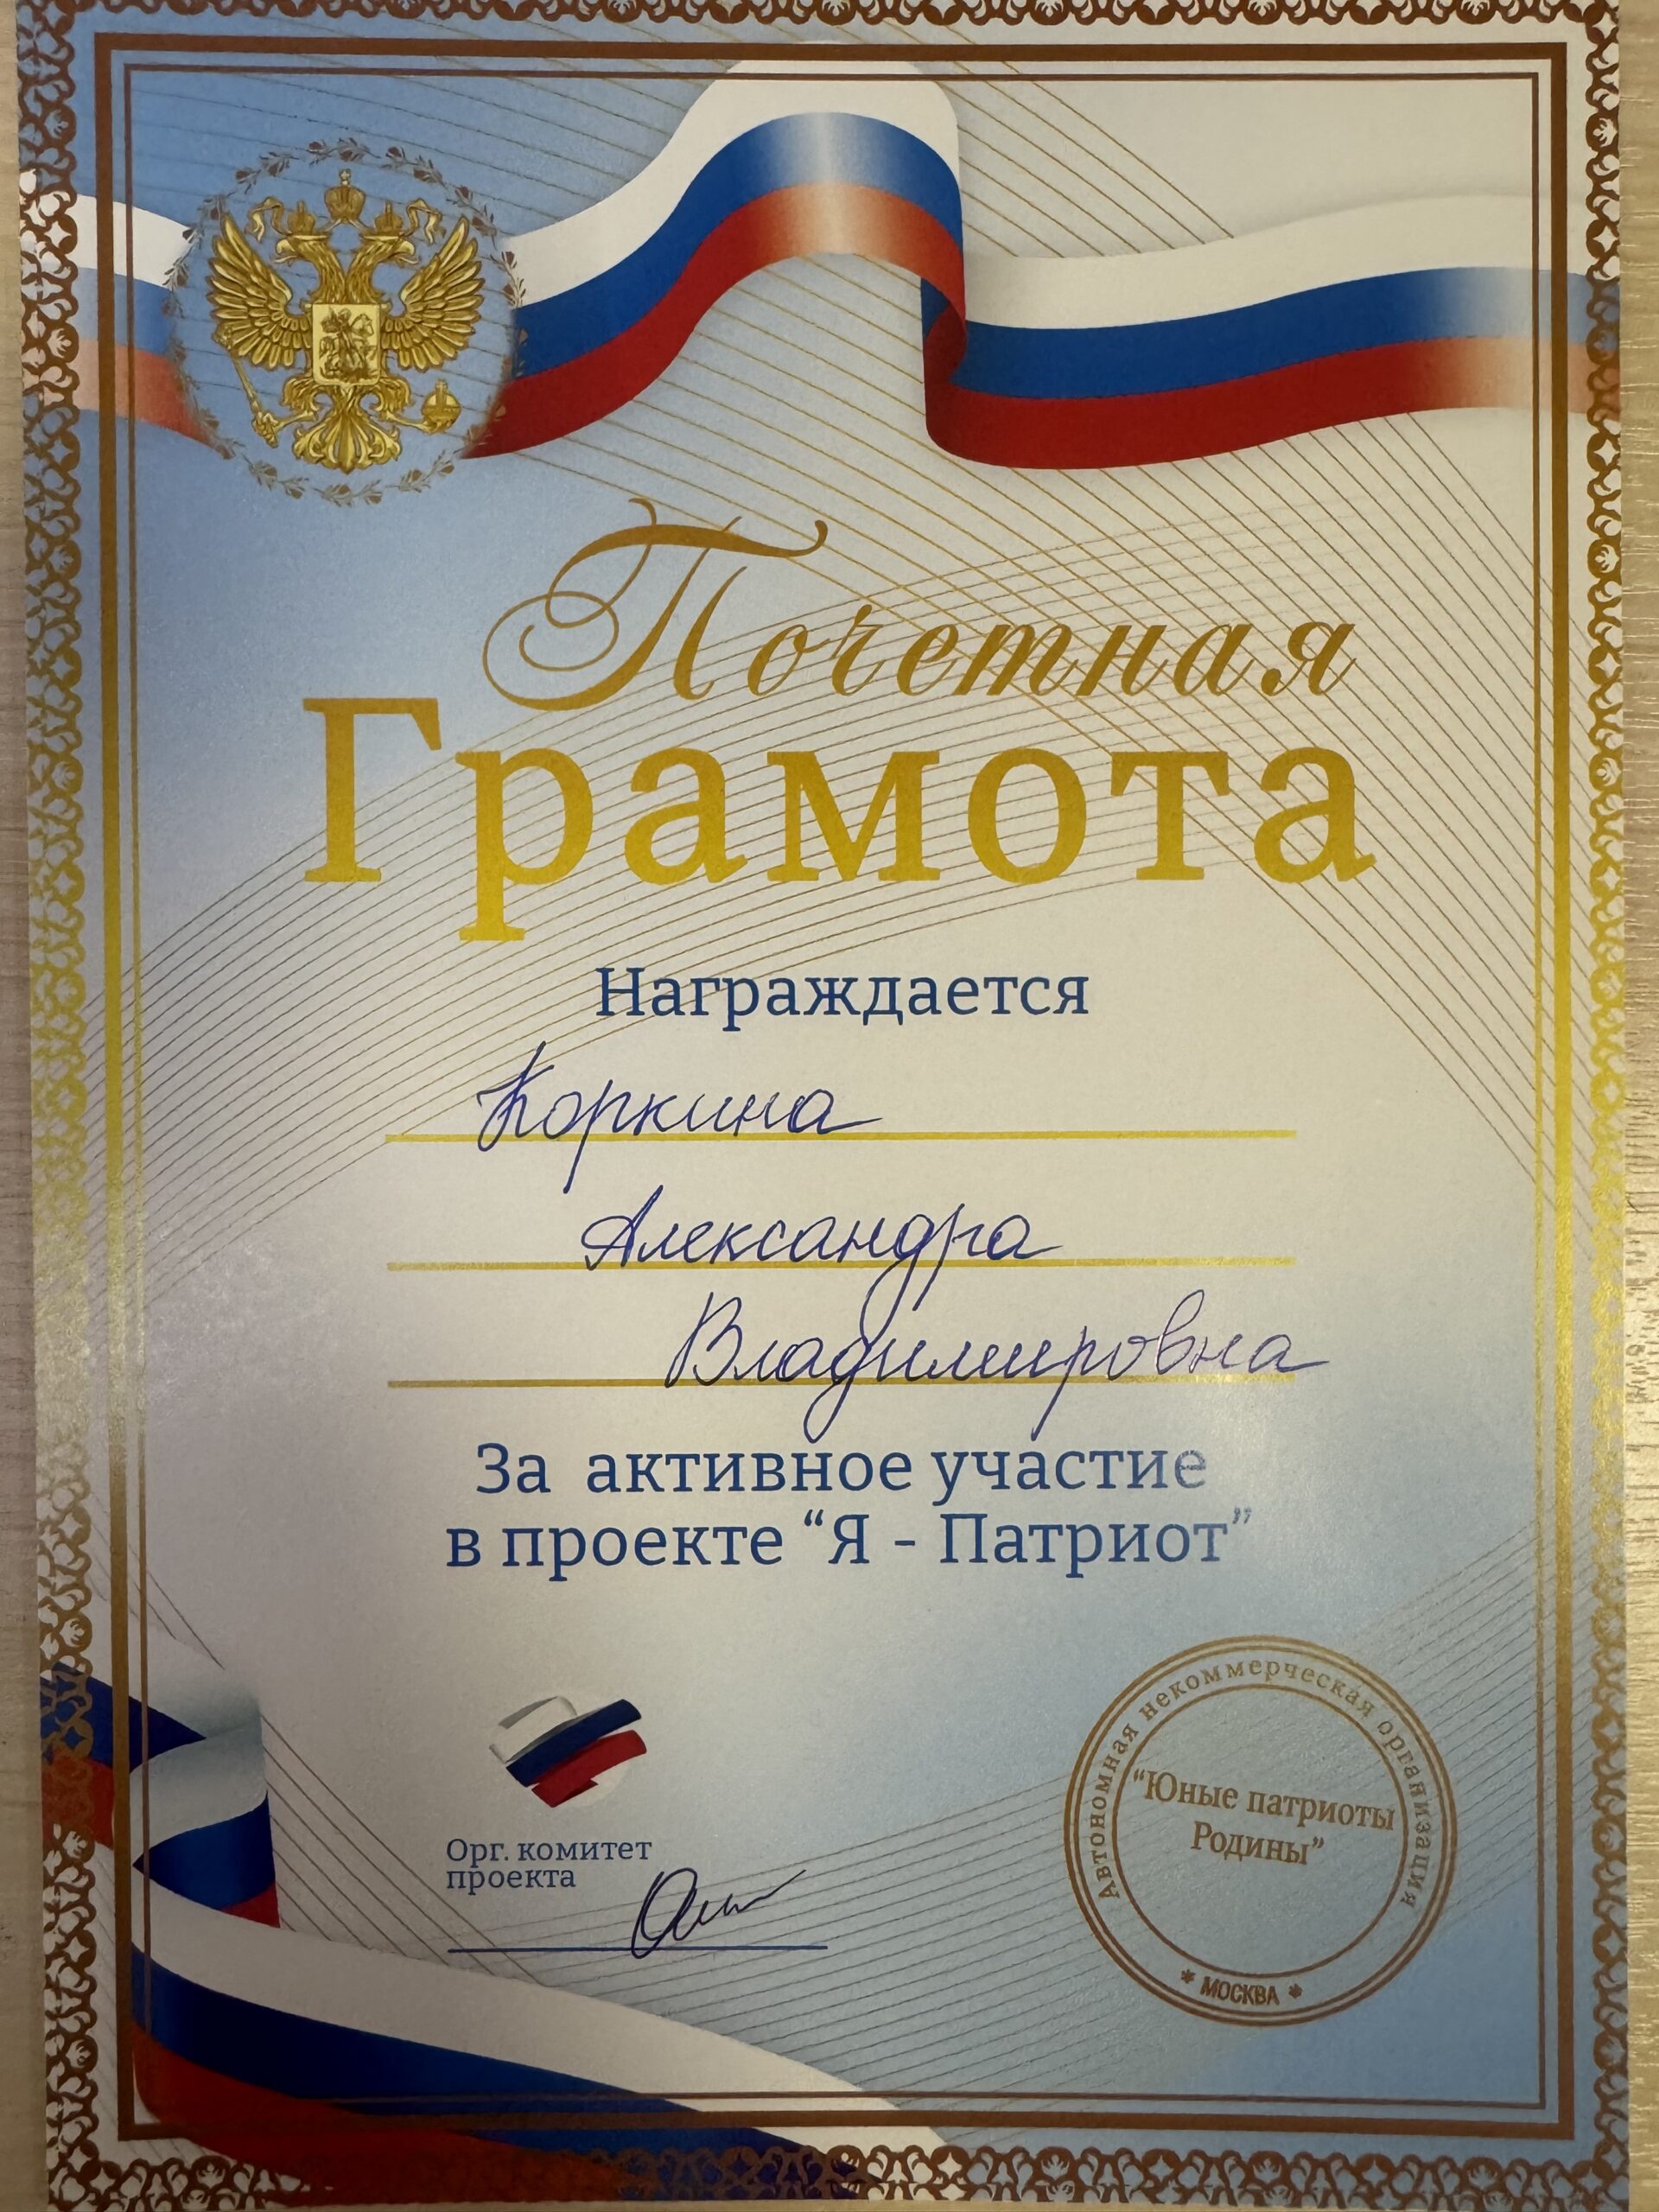 Почетная
Грамота
Награждается
Коркина
Александра
Владимировна
За активное участие
в проекте “Я - Патриот”
Орг. комитет
проекта
Автономная некоммерческая организация
“Юные патриоты
Родины”
* МОСКВА *